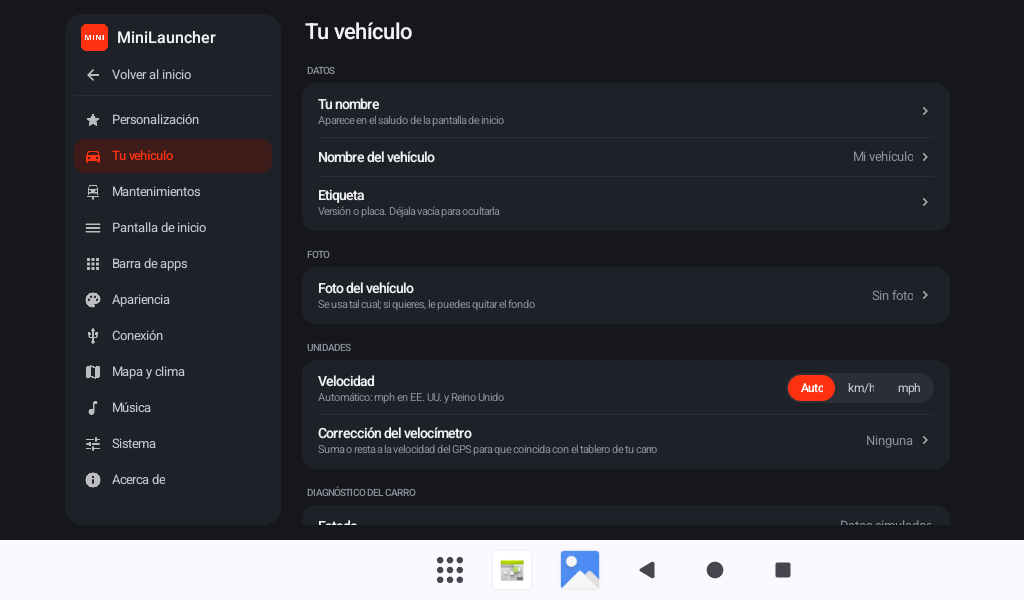 MINI MiniLauncher
Volver al inicio
Personalización
Tu vehículo
Mantenimientos
Pantalla de inicio
Barra de apps
Apariencia
Conexión
Mapa y clima
Música
Sistema
Acerca de
Tu vehículo
DATOS
Tu nombre
Aparece en el saludo de la pantalla de inicio
Nombre del vehículo
Mi vehículo
Etiqueta
Versión o placa. Déjala vacía para ocultarla
FOTO
Foto del vehículo
Se usa tal cual; si quieres, le puedes quitar el fondo
Sin foto
UNIDADES
Velocidad
Automático: mph en EE. UU. y Reino Unido
Auto km/h mph
Corrección del velocímetro
Suma o resta a la velocidad del GPS para que coincida con el tablero de tu carro
Ninguna
DIAGNÓSTICO DEL CARRO
Estado
Datos simulados